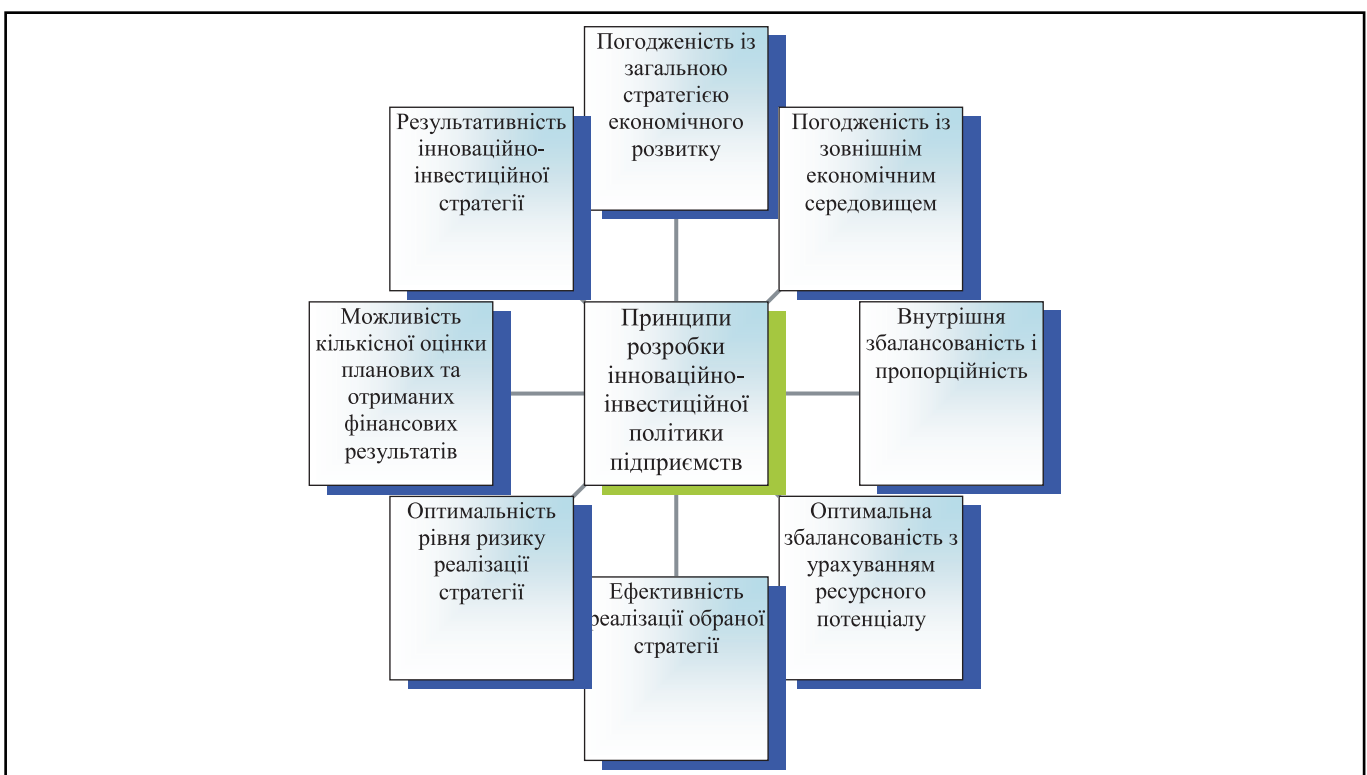 Погодженість із
загальною
стратегією
економічного
розвитку
Результативність
інноваційно-
інвестиційної
стратегії
Погодженість із
зовнішнім
економічним
середовищем
Можливість
кількісної оцінки
планових та
отриманих
фінансових
результатів
Принципи
розробки
інноваційно-
інвестиційної
політики
підприємств
Внутрішня
збалансованість і
пропорційність
Оптимальність
рівня ризику
реалізації
стратегії
Ефективність
реалізації обраної
стратегії
Оптимальна
збалансованість з
урахуванням
ресурсного
потенціалу